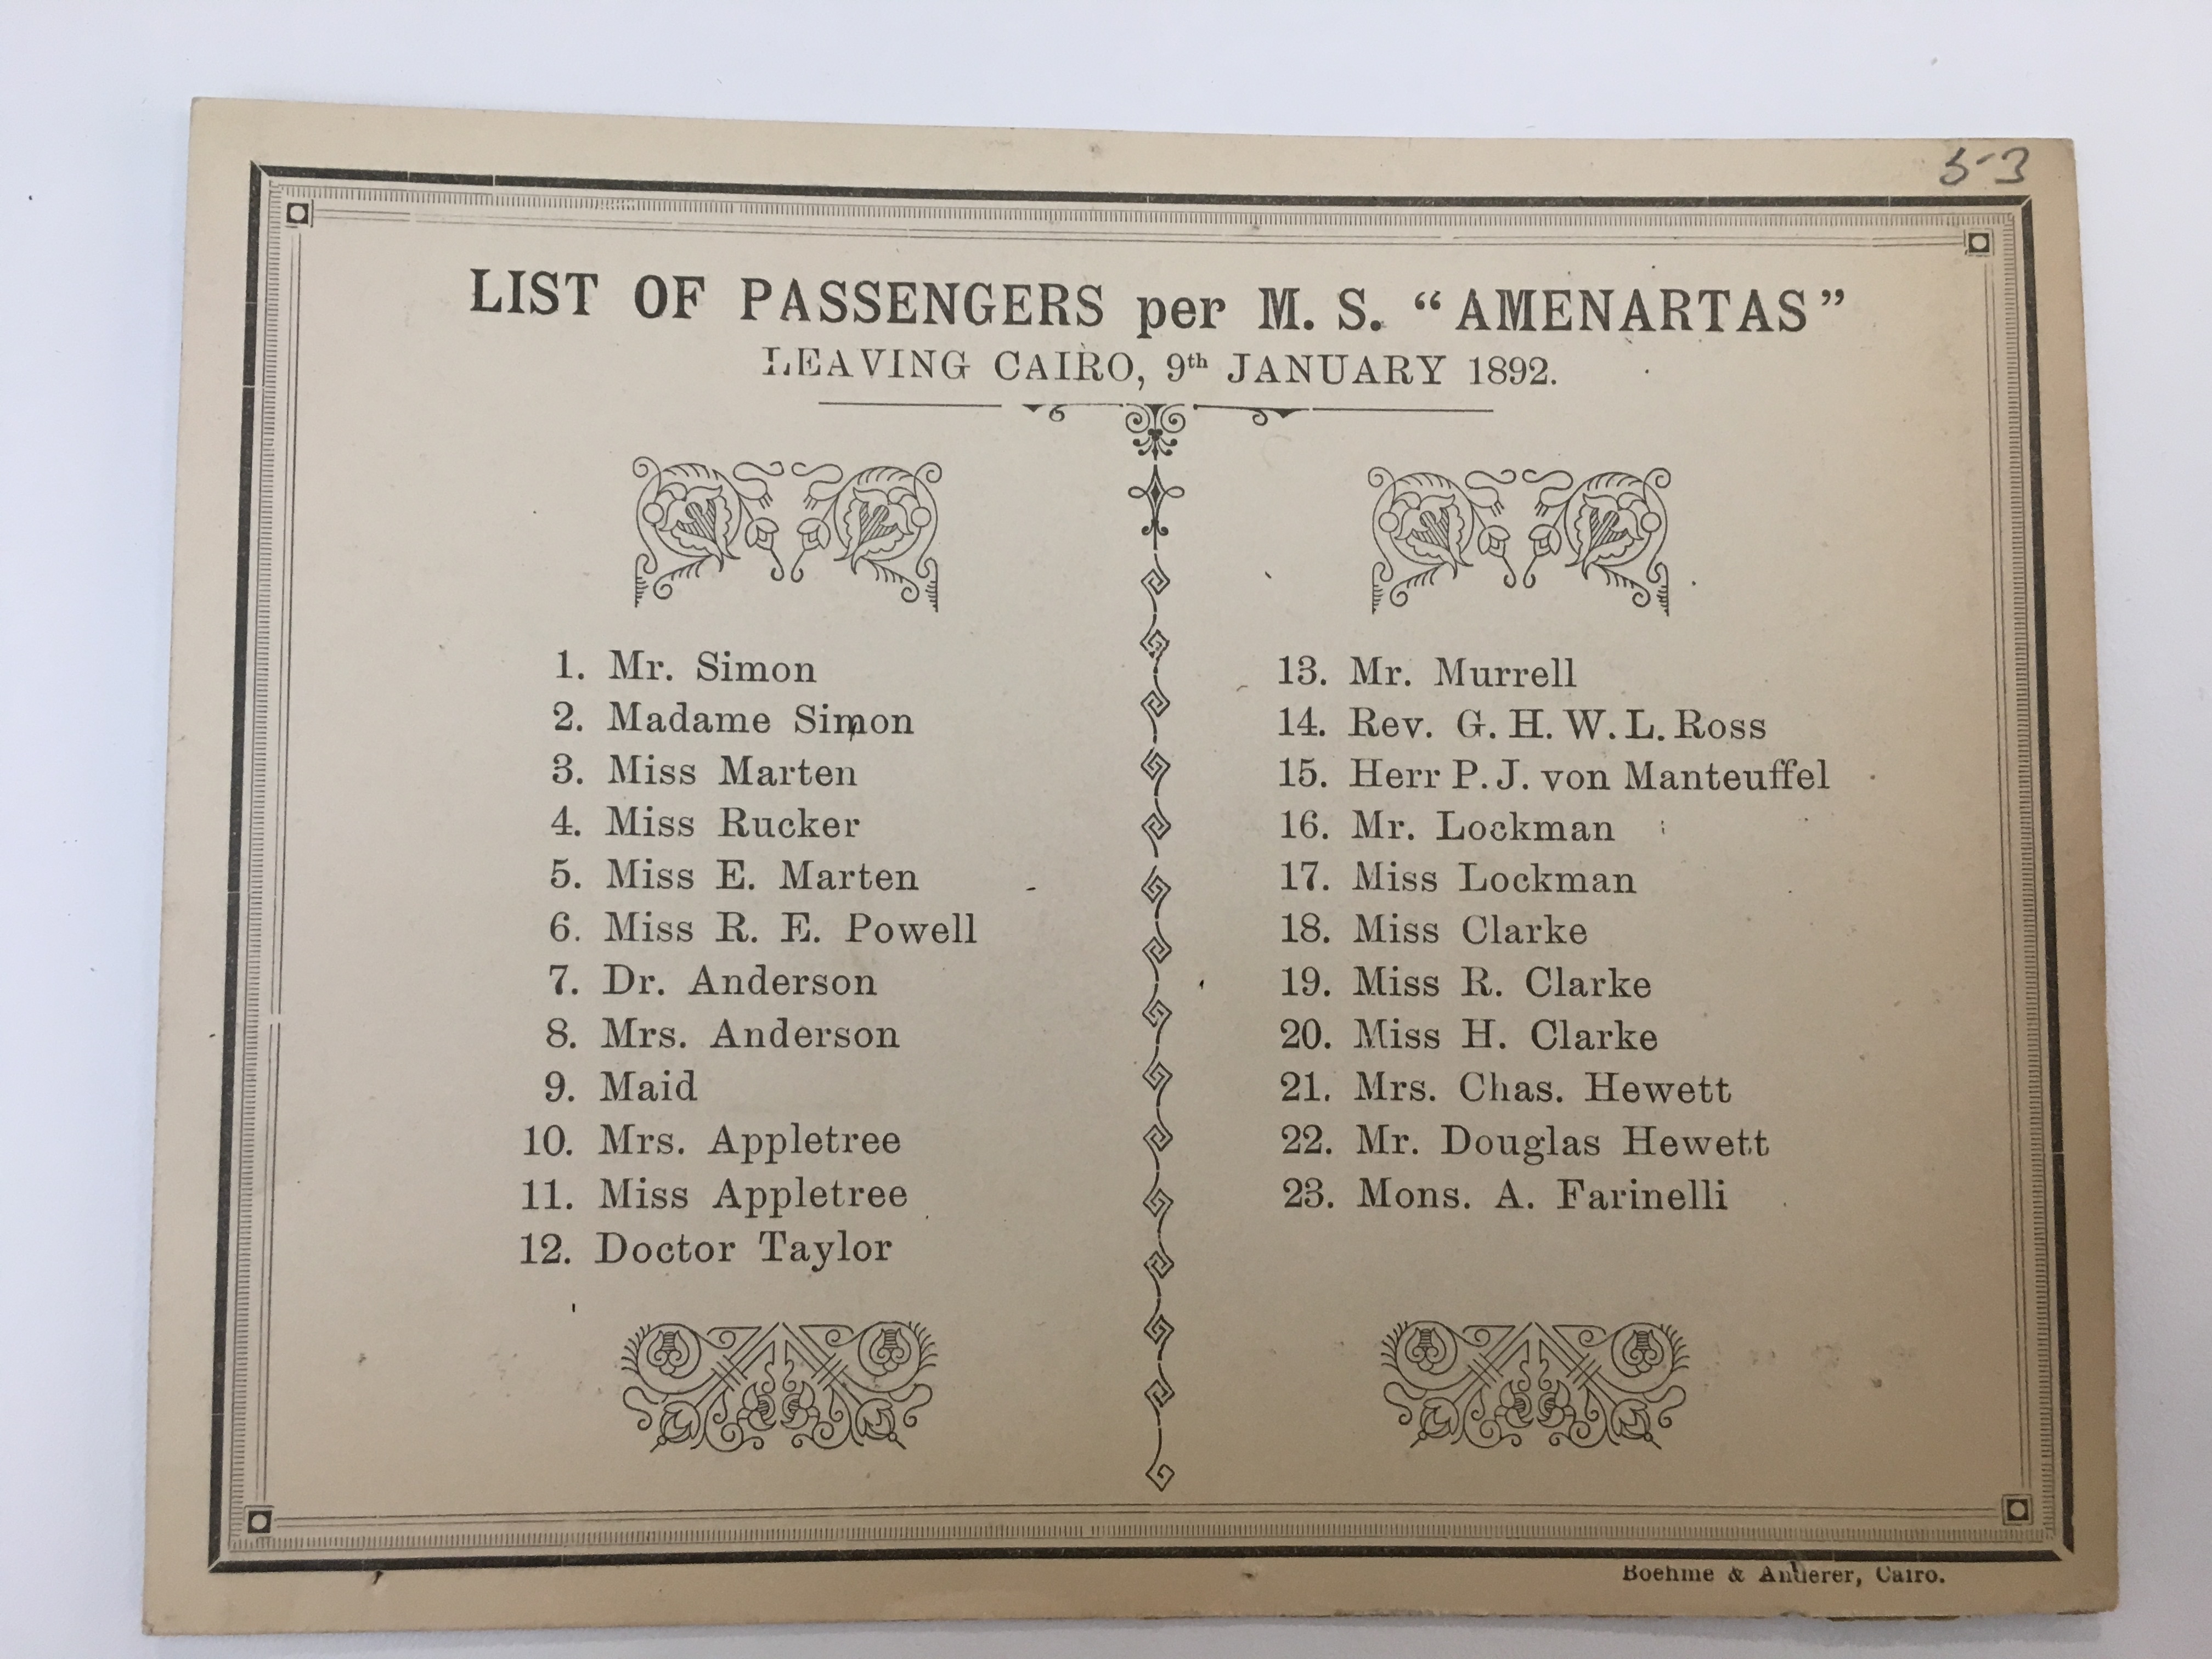 53
LIST OF PASSENGERS per M. S. “AMENARTAS”
LEAVING CAIRO, 9th JANUARY 1892.
1. Mr. Simon
2. Madame Simon
3. Miss Marten
4. Miss Rucker
5. Miss E. Marten
6. Miss R. E. Powell
7. Dr. Anderson
8. Mrs. Anderson
9. Maid
10. Mrs. Appletree
11. Miss Appletree
12. Doctor Taylor
13. Mr. Murrell
14. Rev. G. H. W. L. Ross
15. Herr P. J. von Manteuffel
16. Mr. Lockman
17. Miss Lockman
18. Miss Clarke
19. Miss R. Clarke
20. Miss H. Clarke
21. Mrs. Chas. Hewett
22. Mr. Douglas Hewett
23. Mons. A. Farinelli
Boehme & Anderer, Cairo.